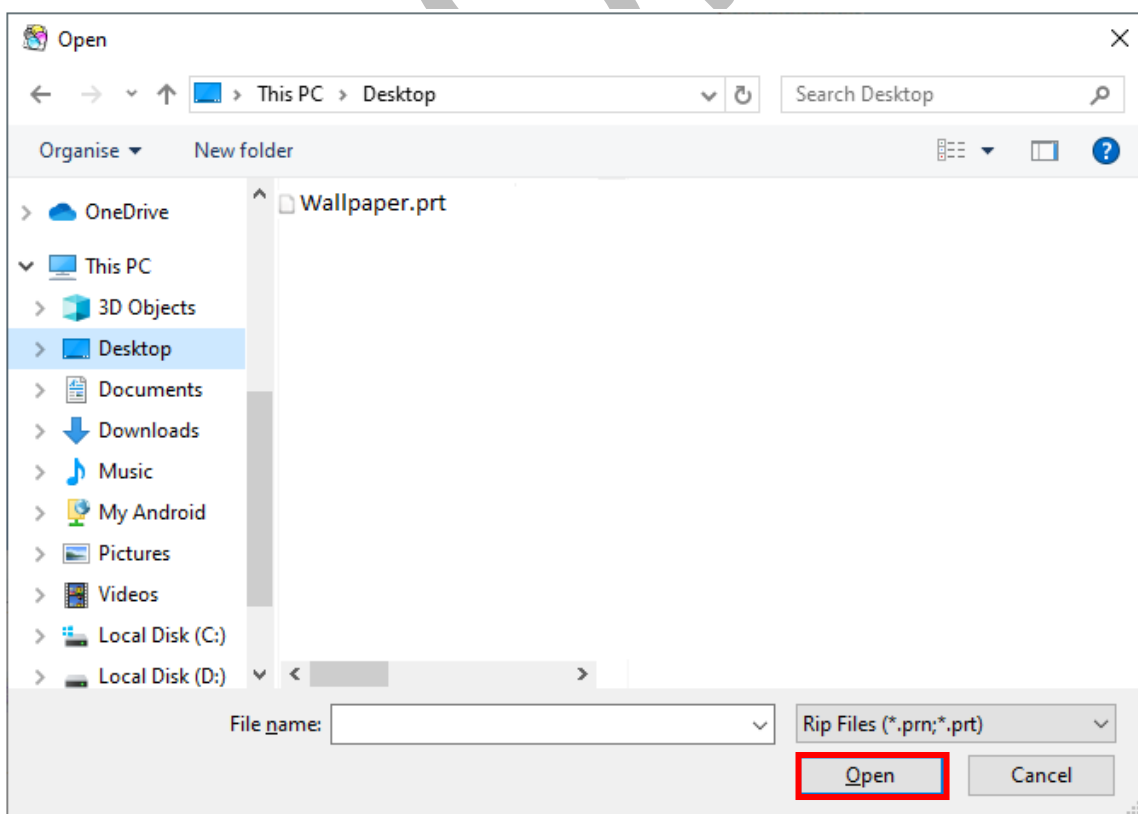 Open
This PC > Desktop
Search Desktop
Organise
New folder
OneDrive
Wallpaper.prt
This PC
3D Objects
Desktop
Documents
Downloads
Music
My Android
Pictures
Videos
Local Disk (C:)
Local Disk (D:)
File name:
Rip Files (*.prn;*.prt)
Open
Cancel